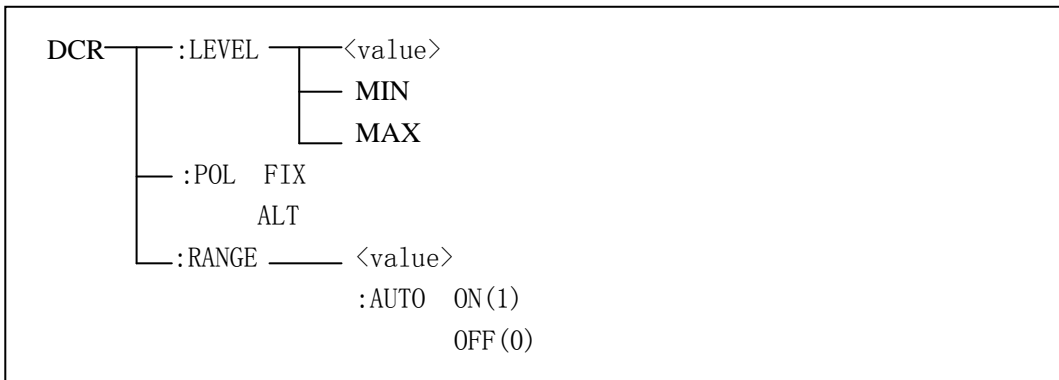 DCR :LEVEL <value>
MIN
MAX
:POL FIX
ALT
:RANGE <value>
:AUTO ON(1)
OFF(0)